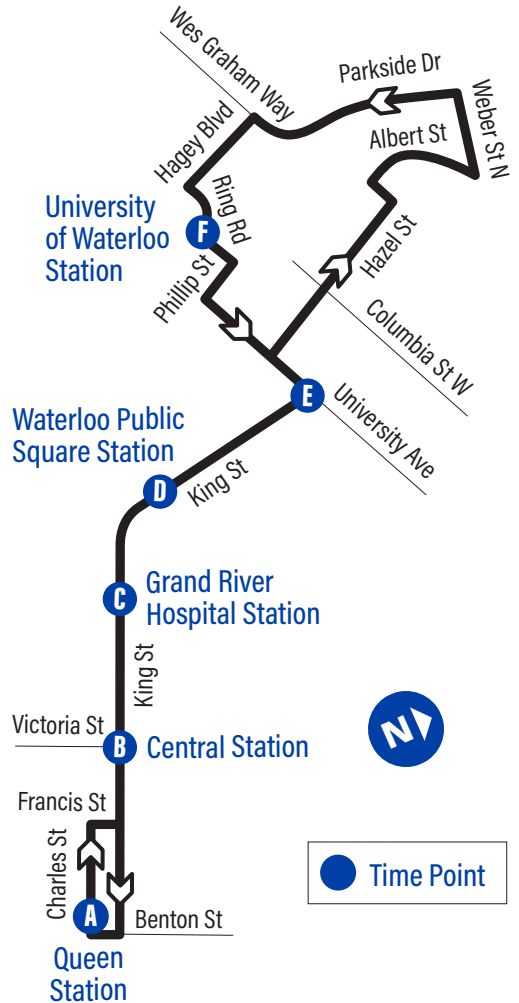 Wes Graham Way
Parkside Dr
Weber St N
Albert St
Hagey Blvd
Ring Rd
University
of Waterloo
Station
F
Hazel St
Phillip St
Columbia St W
E
University Ave
Waterloo Public
Square Station
D
King St
C
Grand River
Hospital Station
King St
Victoria St
B
Central Station
N
Francis St
Charles St
A
Benton St
Time Point
Queen
Station